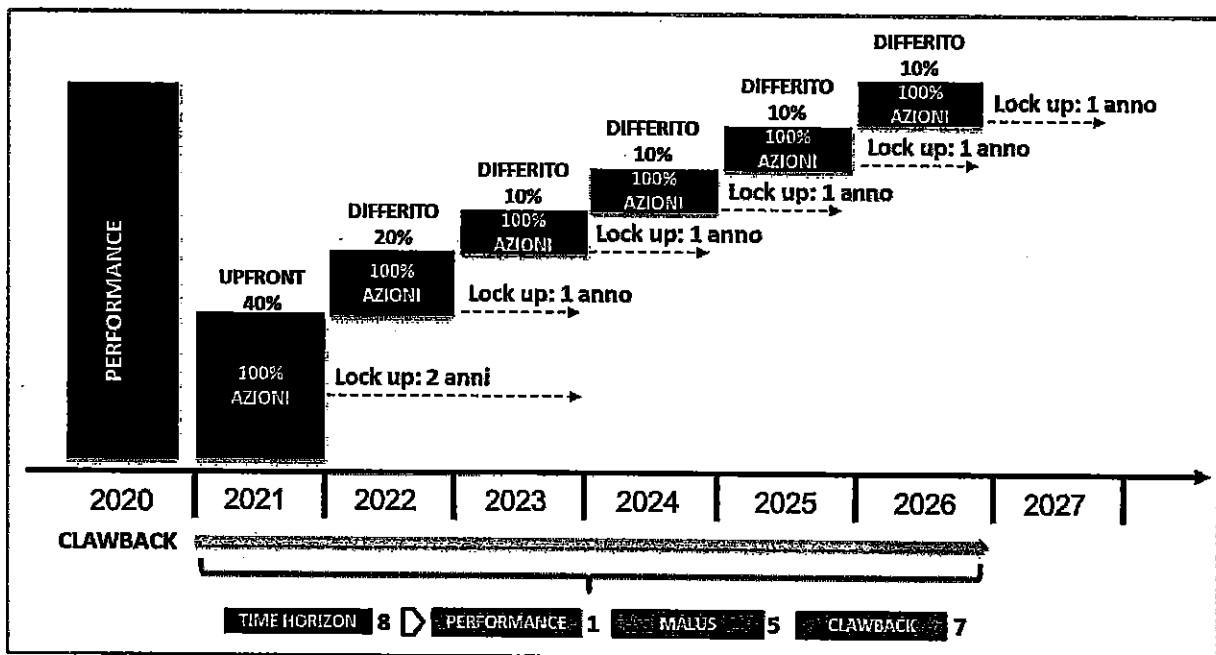 DIFFERITO
10%
100%
AZIONI
Lock up: 1 anno
DIFFERITO
10%
100%
AZIONI
Lock up: 1 anno
DIFFERITO
10%
100%
AZIONI
Lock up: 1 anno
DIFFERITO
10%
100%
AZIONI
Lock up: 1 anno
DIFFERITO
20%
100%
AZIONI
Lock up: 1 anno
UPFRONT
40%
100%
AZIONI
Lock up: 2 anni
PERFORMANCE
2020 2021 2022 2023 2024 2025 2026 2027
CLAWBACK
TIME HORIZON 8 PERFORMANCE 1 MALUS 5 CLAWBACK 7